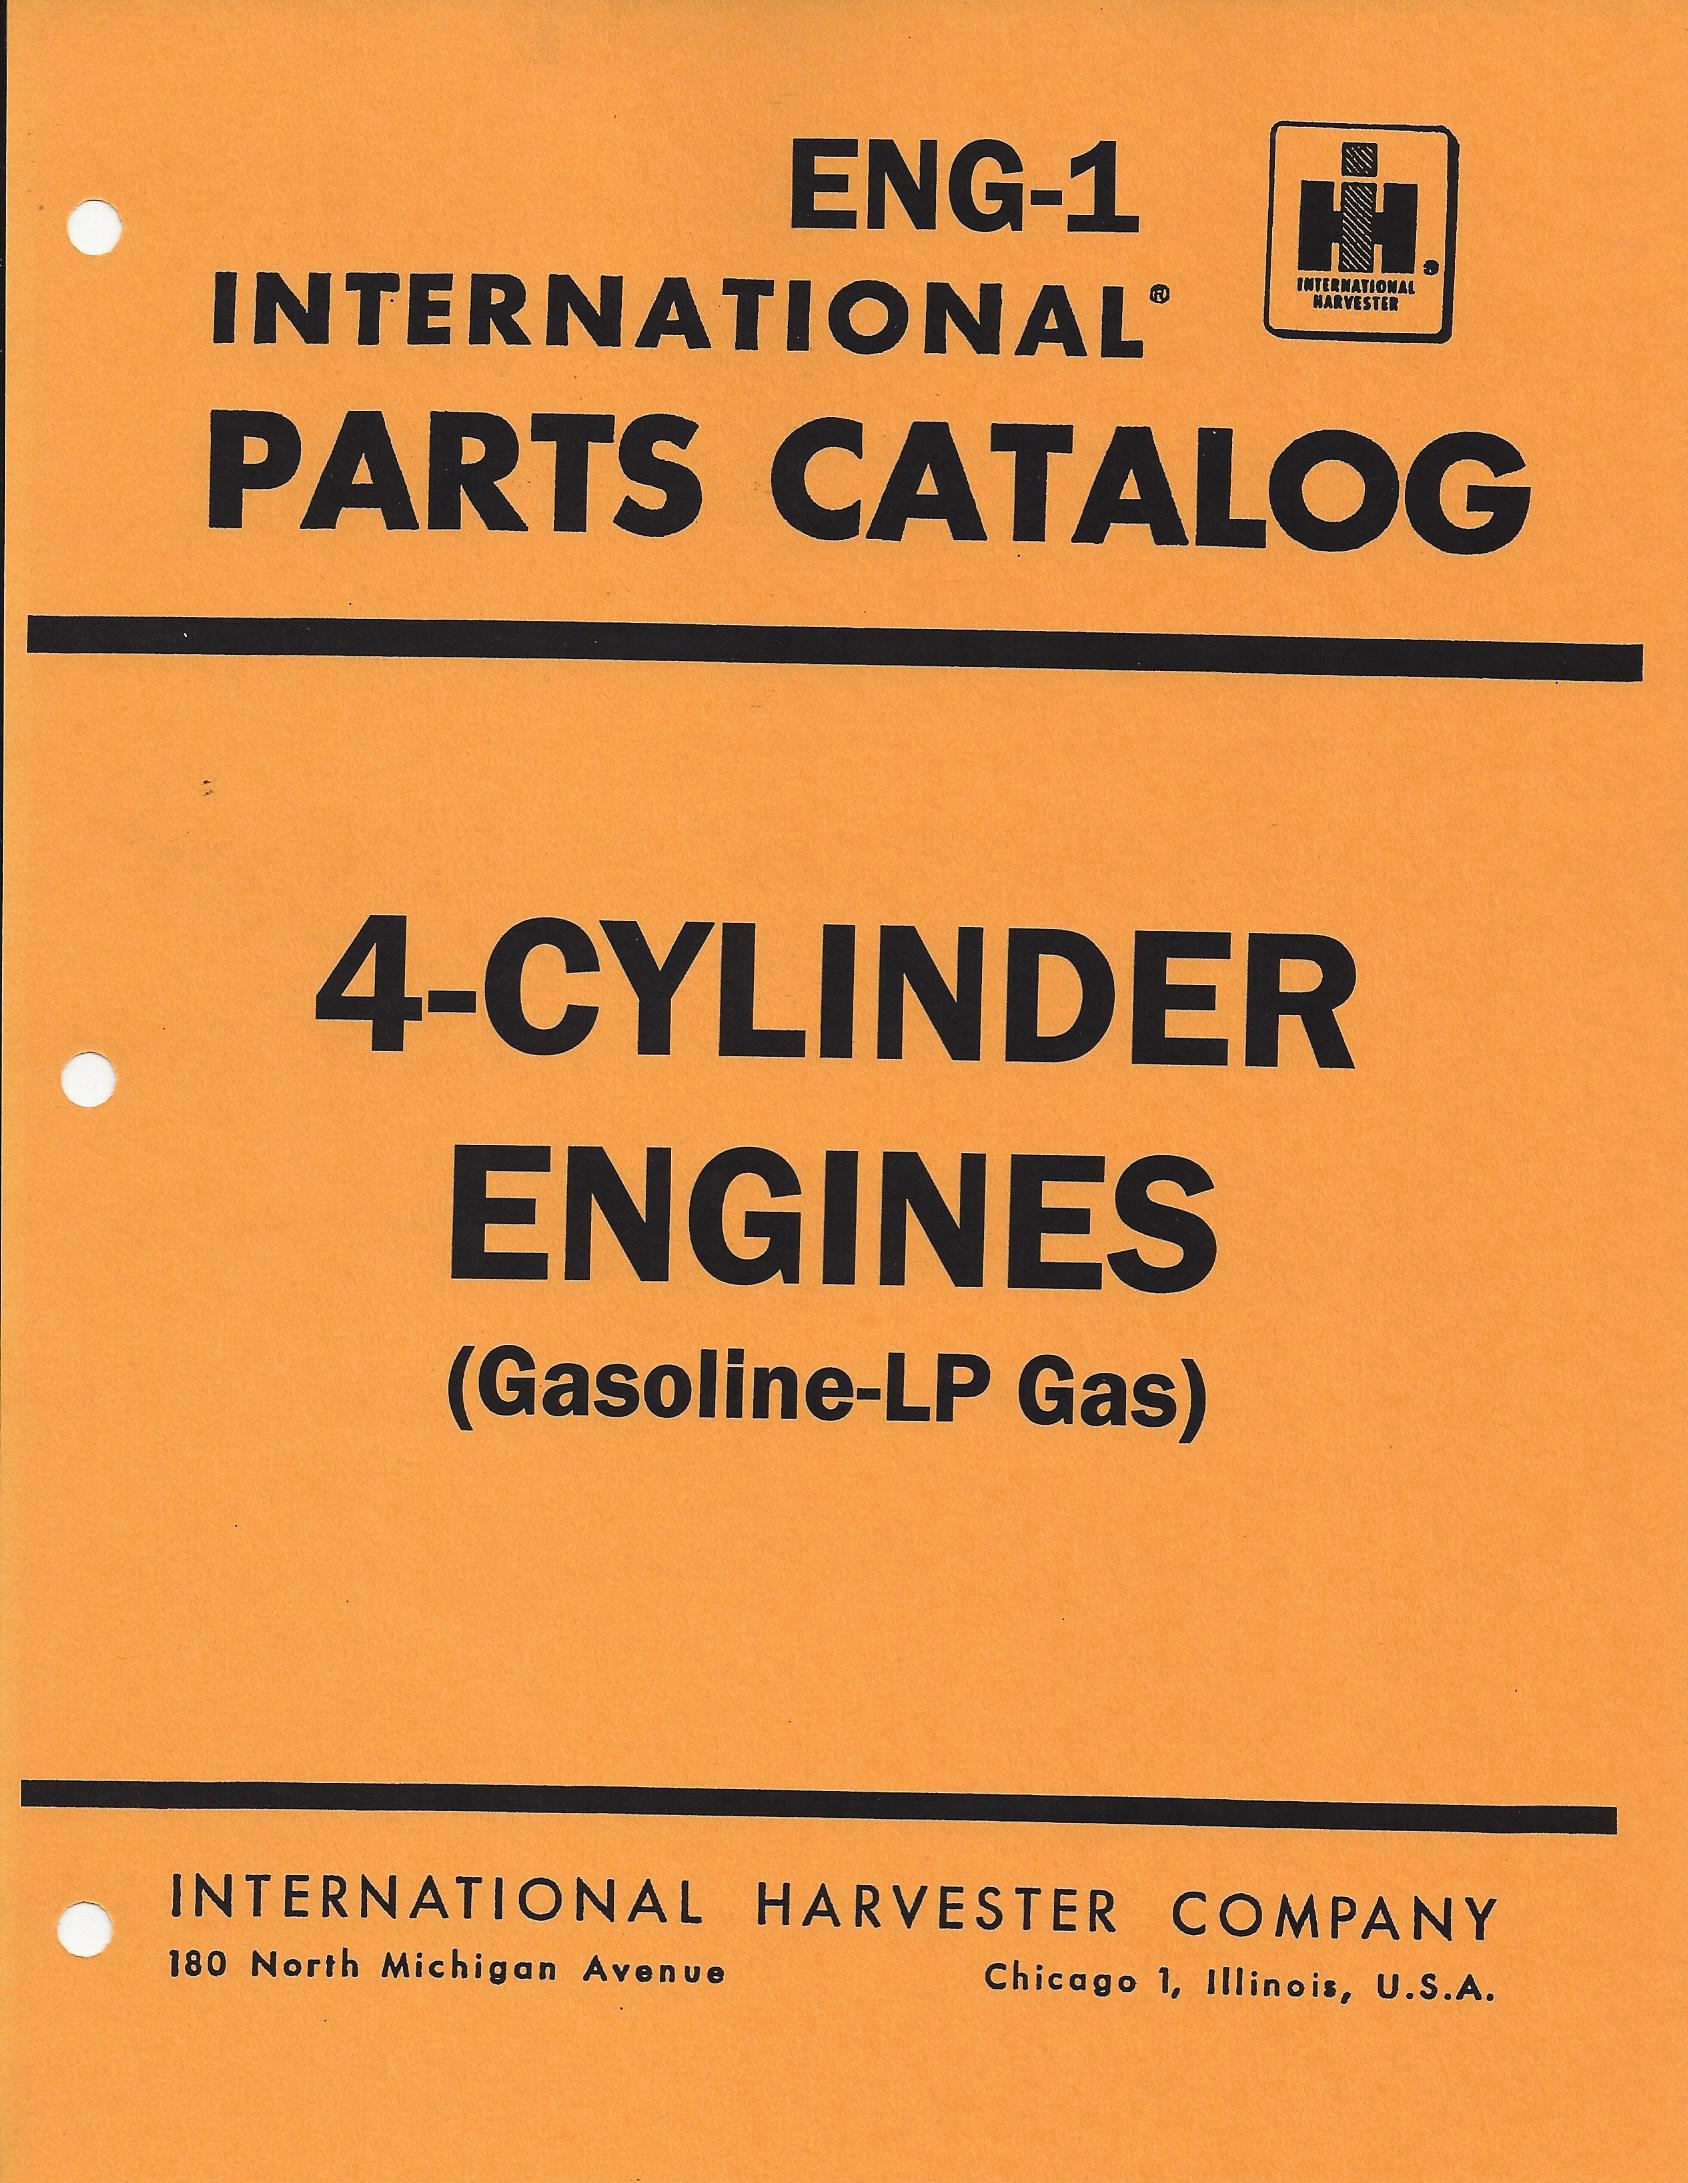 ENG-1
INTERNATIONAL®
IH®
INTERNATIONAL
HARVESTER
PARTS CATALOG
4-CYLINDER
ENGINES
(Gasoline-LP Gas)
INTERNATIONAL HARVESTER COMPANY
180 North Michigan Avenue Chicago 1, Illinois, U.S.A.